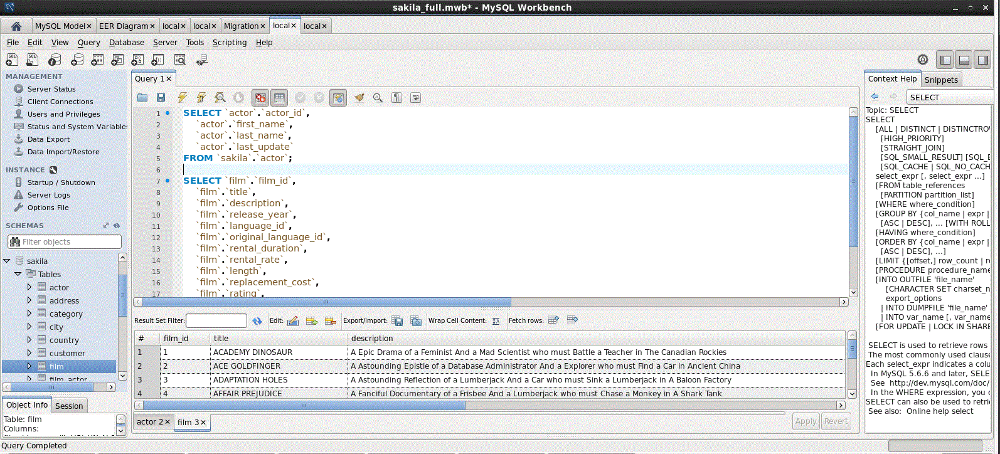 sakila_full.mwb* - MySQL Workbench
MySQL Model× EER Diagram× local× local× Migration× local× local×
File Edit View Query Database Server Tools Scripting Help
MANAGEMENT
Server Status
Client Connections
Users and Privileges
Status and System Variables
Data Export
Data Import/Restore
INSTANCE
Startup / Shutdown
Server Logs
Options File
SCHEMAS
Filter objects
sakila
Tables
actor
address
category
city
country
customer
film
film_actor
Object Info Session
Table: film
Columns:
Query 1×
1 SELECT `actor`.`actor_id`,
2 `actor`.`first_name`,
3 `actor`.`last_name`,
4 `actor`.`last_update`
5 FROM `sakila`.`actor`;
6
7 SELECT `film`.`film_id`,
8 `film`.`title`,
9 `film`.`description`,
10 `film`.`release_year`,
11 `film`.`language_id`,
12 `film`.`original_language_id`,
13 `film`.`rental_duration`,
14 `film`.`rental_rate`,
15 `film`.`length`,
16 `film`.`replacement_cost`,
17 `film`.`rating`,
Result Set Filter: Edit: Export/Import: Wrap Cell Content: Fetch rows:
# film_id title description
1 1 ACADEMY DINOSAUR A Epic Drama of a Feminist And a Mad Scientist who must Battle a Teacher in The Canadian Rockies
2 2 ACE GOLDFINGER A Astounding Epistle of a Database Administrator And a Explorer who must Find a Car in Ancient China
3 3 ADAPTATION HOLES A Astounding Reflection of a Lumberjack And a Car who must Sink a Lumberjack in A Baloon Factory
4 4 AFFAIR PREJUDICE A Fanciful Documentary of a Frisbee And a Lumberjack who must Chase a Monkey in A Shark Tank
actor 2× film 3×
Apply Revert
Context Help Snippets
SELECT
Topic: SELECT
SELECT
[ALL | DISTINCT | DISTINCTRO
[HIGH_PRIORITY]
[STRAIGHT_JOIN]
[SQL_SMALL_RESULT] [SQL_B
[SQL_CACHE | SQL_NO_CACH
select_expr [, select_expr ...]
[FROM table_references
[PARTITION partition_list]
[WHERE where_condition]
[GROUP BY {col_name | expr |
[ASC | DESC], ... [WITH ROLL
[HAVING where_condition]
[ORDER BY {col_name | expr |
[ASC | DESC], ...]
[LIMIT {[offset,] row_count | r
[PROCEDURE procedure_name
[INTO OUTFILE 'file_name'
[CHARACTER SET charset_n
export_options
| INTO DUMPFILE 'file_name'
| INTO var_name [, var_name
[FOR UPDATE | LOCK IN SHARE
SELECT is used to retrieve rows
The most commonly used clause
Each select_expr indicates a colu
In MySQL 5.6.6 and later, SELE
See http://dev.mysql.com/doc/
In the WHERE expression, you c
SELECT can also be used to retri
See also: Online help select
Query Completed